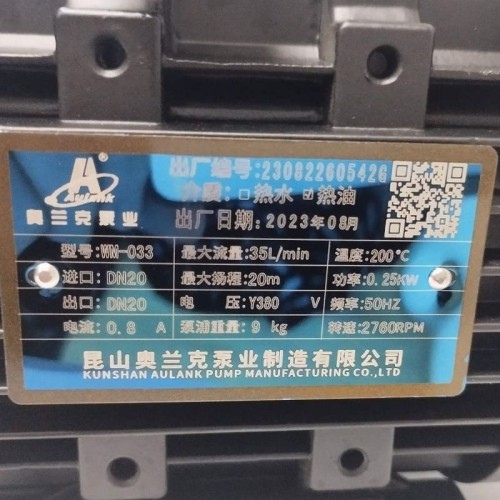 Aulank®
奥兰克泵业
出厂编号:230822605426
介质:□热水 ☑热油
出厂日期:2023年08月
型号:WM-033 最大流量:35L/min 温度:200℃
进口:DN20 最大扬程:20m 功率:0.25KW
出口:DN20 电 压:Y380 V 频率:50HZ
电流:0.8 A 泵浦重量:9 kg 转速:2760RPM
昆山奥兰克泵业制造有限公司
KUNSHAN AULANK PUMP MANUFACTURING CO.,LTD